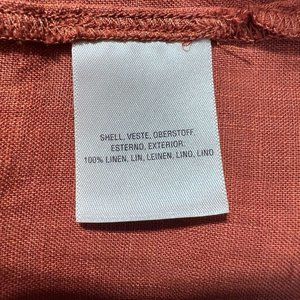 SHELL, VESTE, OBERSTOFF,
ESTERNO, EXTERIOR:
100% LINEN, LIN, LEINEN, LINO, LINO